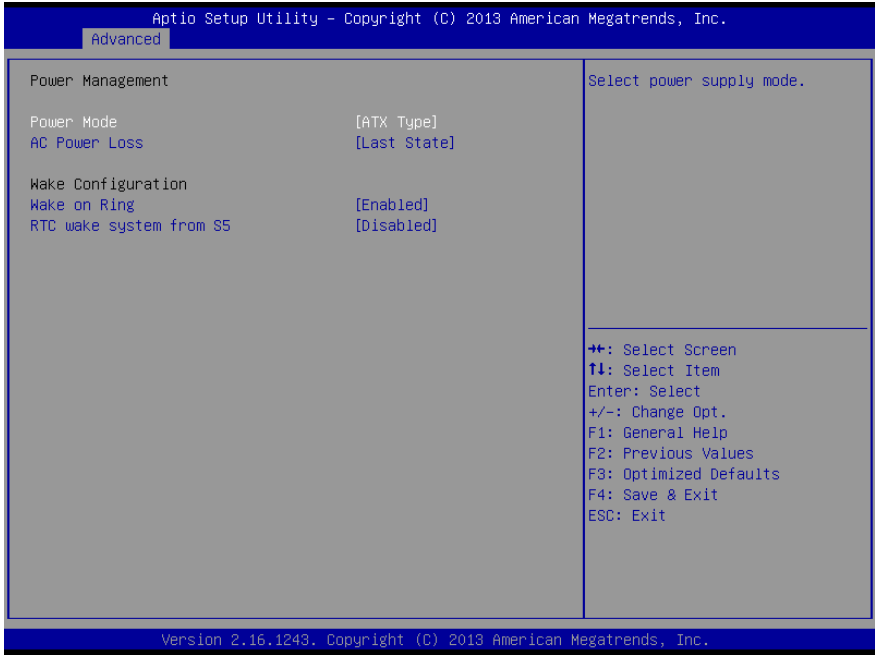 Aptio Setup Utility – Copyright (C) 2013 American Megatrends, Inc.
Advanced
Power Management
Power Mode [ATX Type]
AC Power Loss [Last State]
Wake Configuration
Wake on Ring [Enabled]
RTC wake system from S5 [Disabled]
Select power supply mode.
→←: Select Screen
↑↓: Select Item
Enter: Select
+/-: Change Opt.
F1: General Help
F2: Previous Values
F3: Optimized Defaults
F4: Save & Exit
ESC: Exit
Version 2.16.1243. Copyright (C) 2013 American Megatrends, Inc.